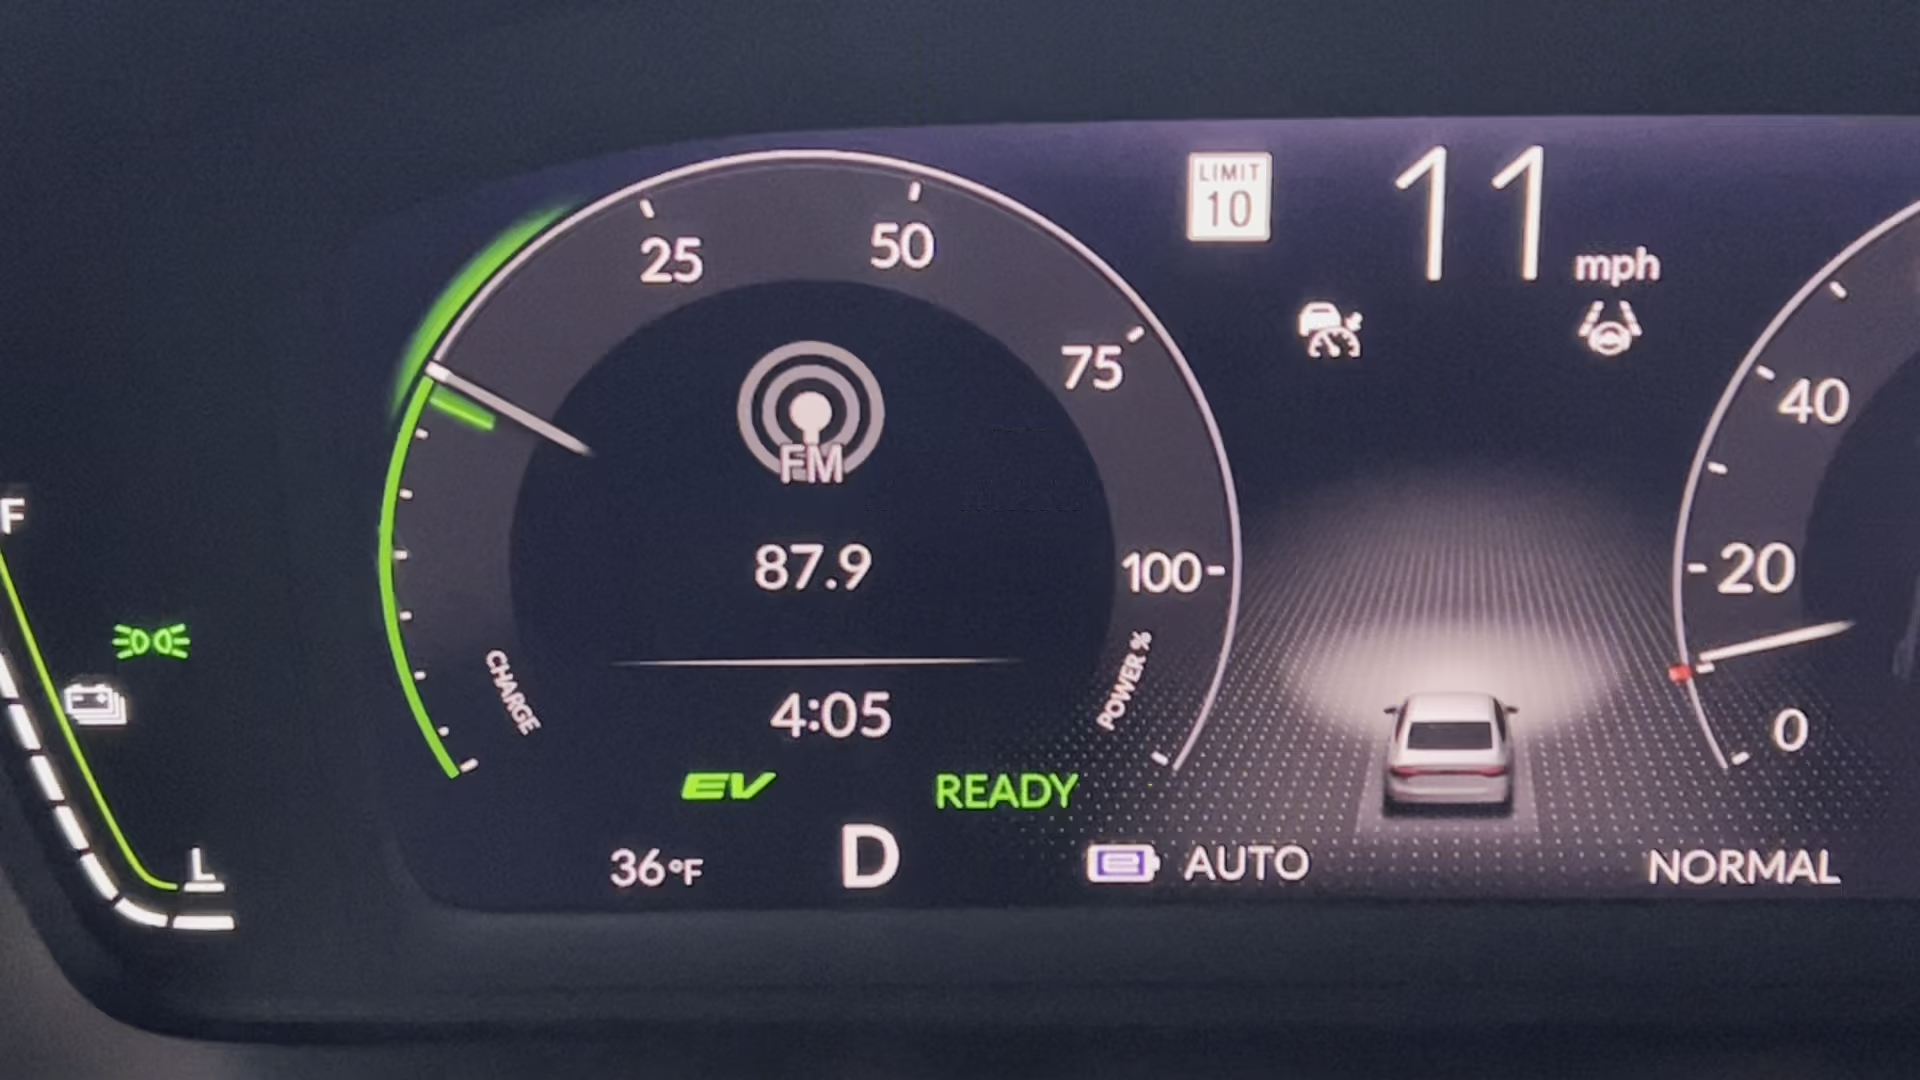 LIMIT
10
11
mph
25
50
75
100
CHARGE
POWER %
FM
87.9
4:05
EV
READY
36°F
D
AUTO
NORMAL
40
20
0
F
L